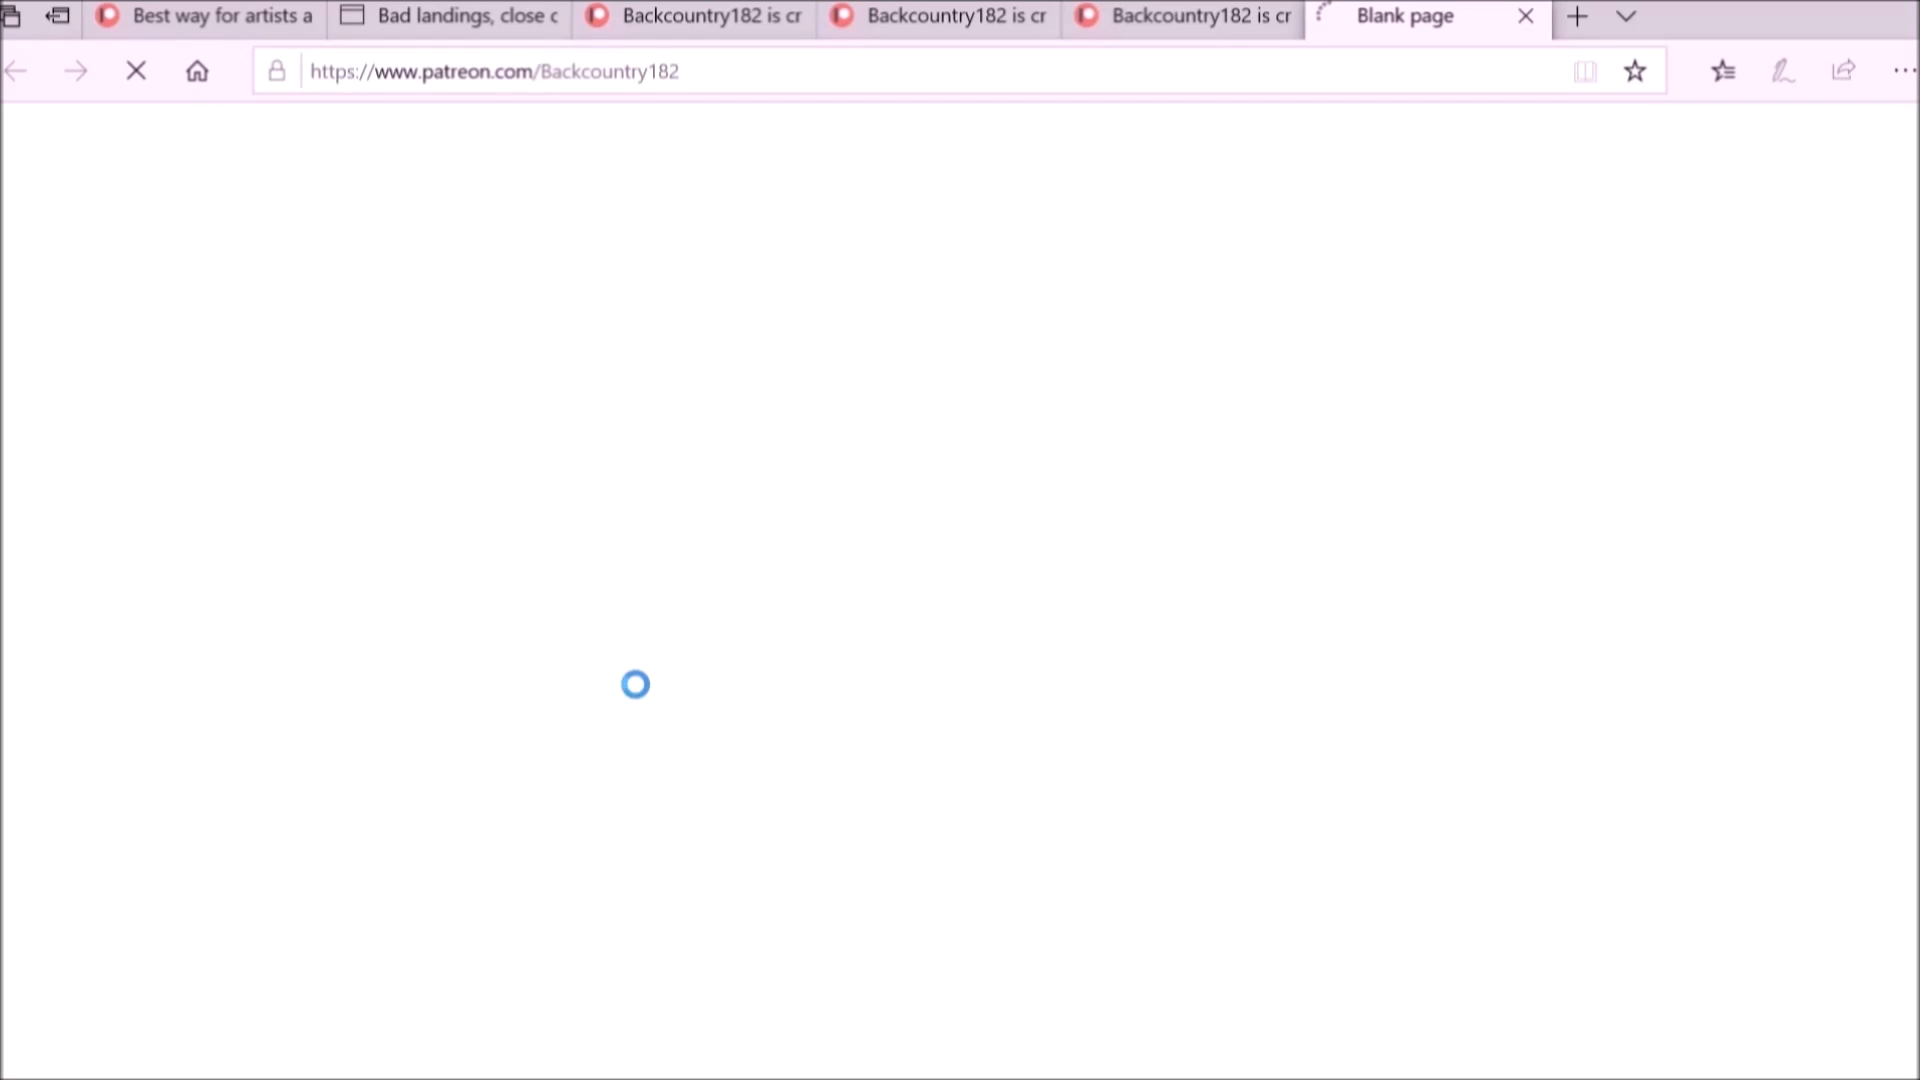 Best way for artists a
Bad landings, close c
Backcountry182 is cr
Backcountry182 is cr
Backcountry182 is cr
Blank page
https://www.patreon.com/Backcountry182